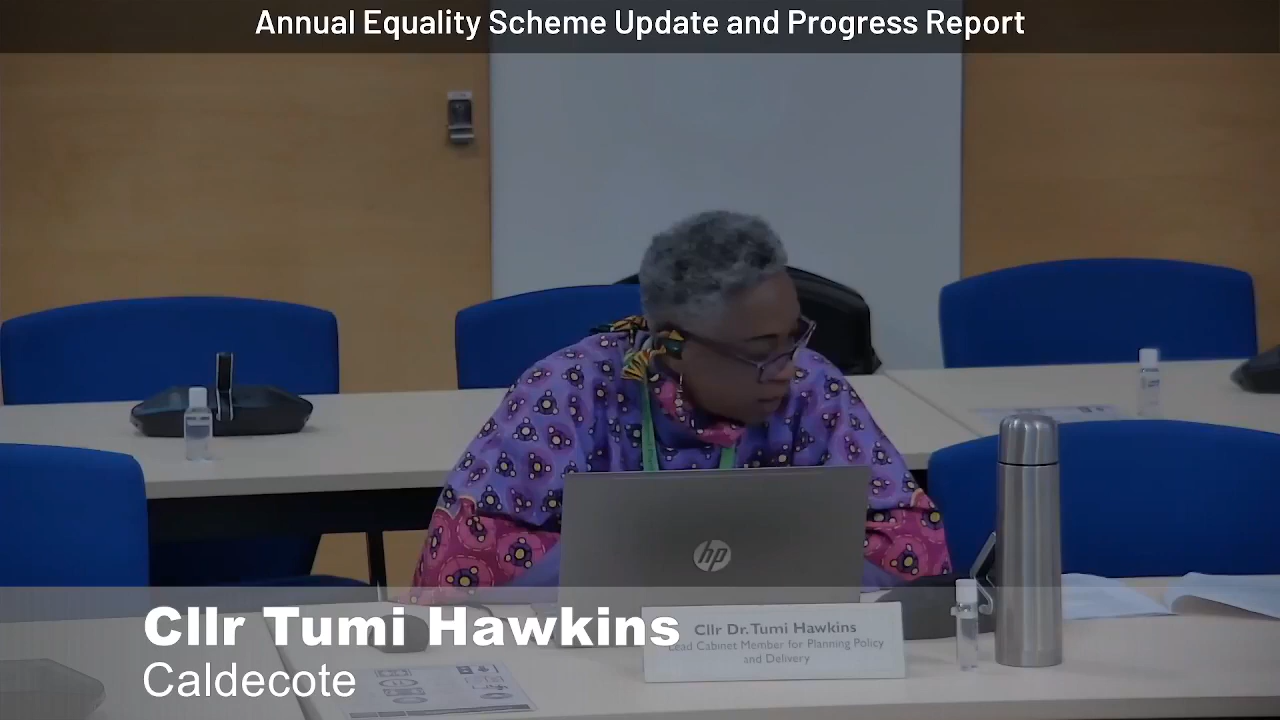 Annual Equality Scheme Update and Progress Report
hp
Cllr Tumi Hawkins
Caldecote
Cllr Dr. Tumi Hawkins
Lead Cabinet Member for Planning Policy
and Delivery